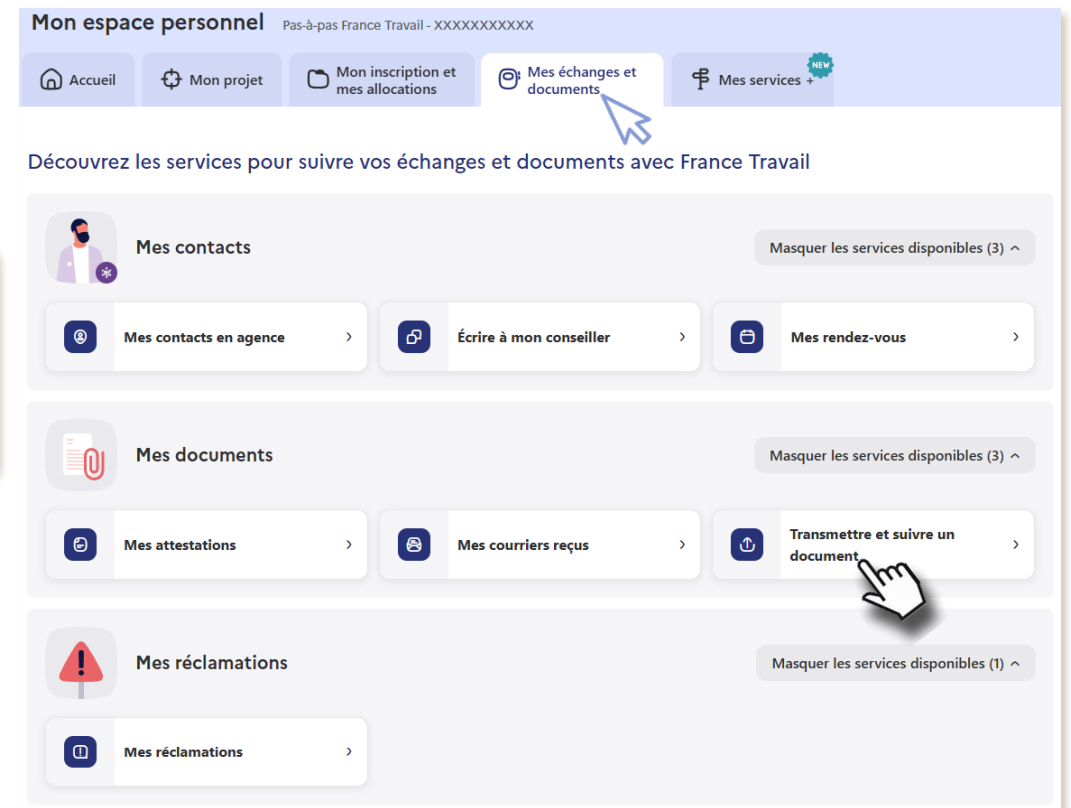 Mon espace personnel Pas-à-pas France Travail - XXXXXXXXXXX
Accueil
Mon projet
Mon inscription et
mes allocations
Mes échanges et
documents
Mes services +
NEW
Découvrez les services pour suivre vos échanges et documents avec France Travail
Mes contacts
Masquer les services disponibles (3)
Mes contacts en agence
Écrire à mon conseiller
Mes rendez-vous
Mes documents
Masquer les services disponibles (3)
Mes attestations
Mes courriers reçus
Transmettre et suivre un
document
Mes réclamations
Masquer les services disponibles (1)
Mes réclamations